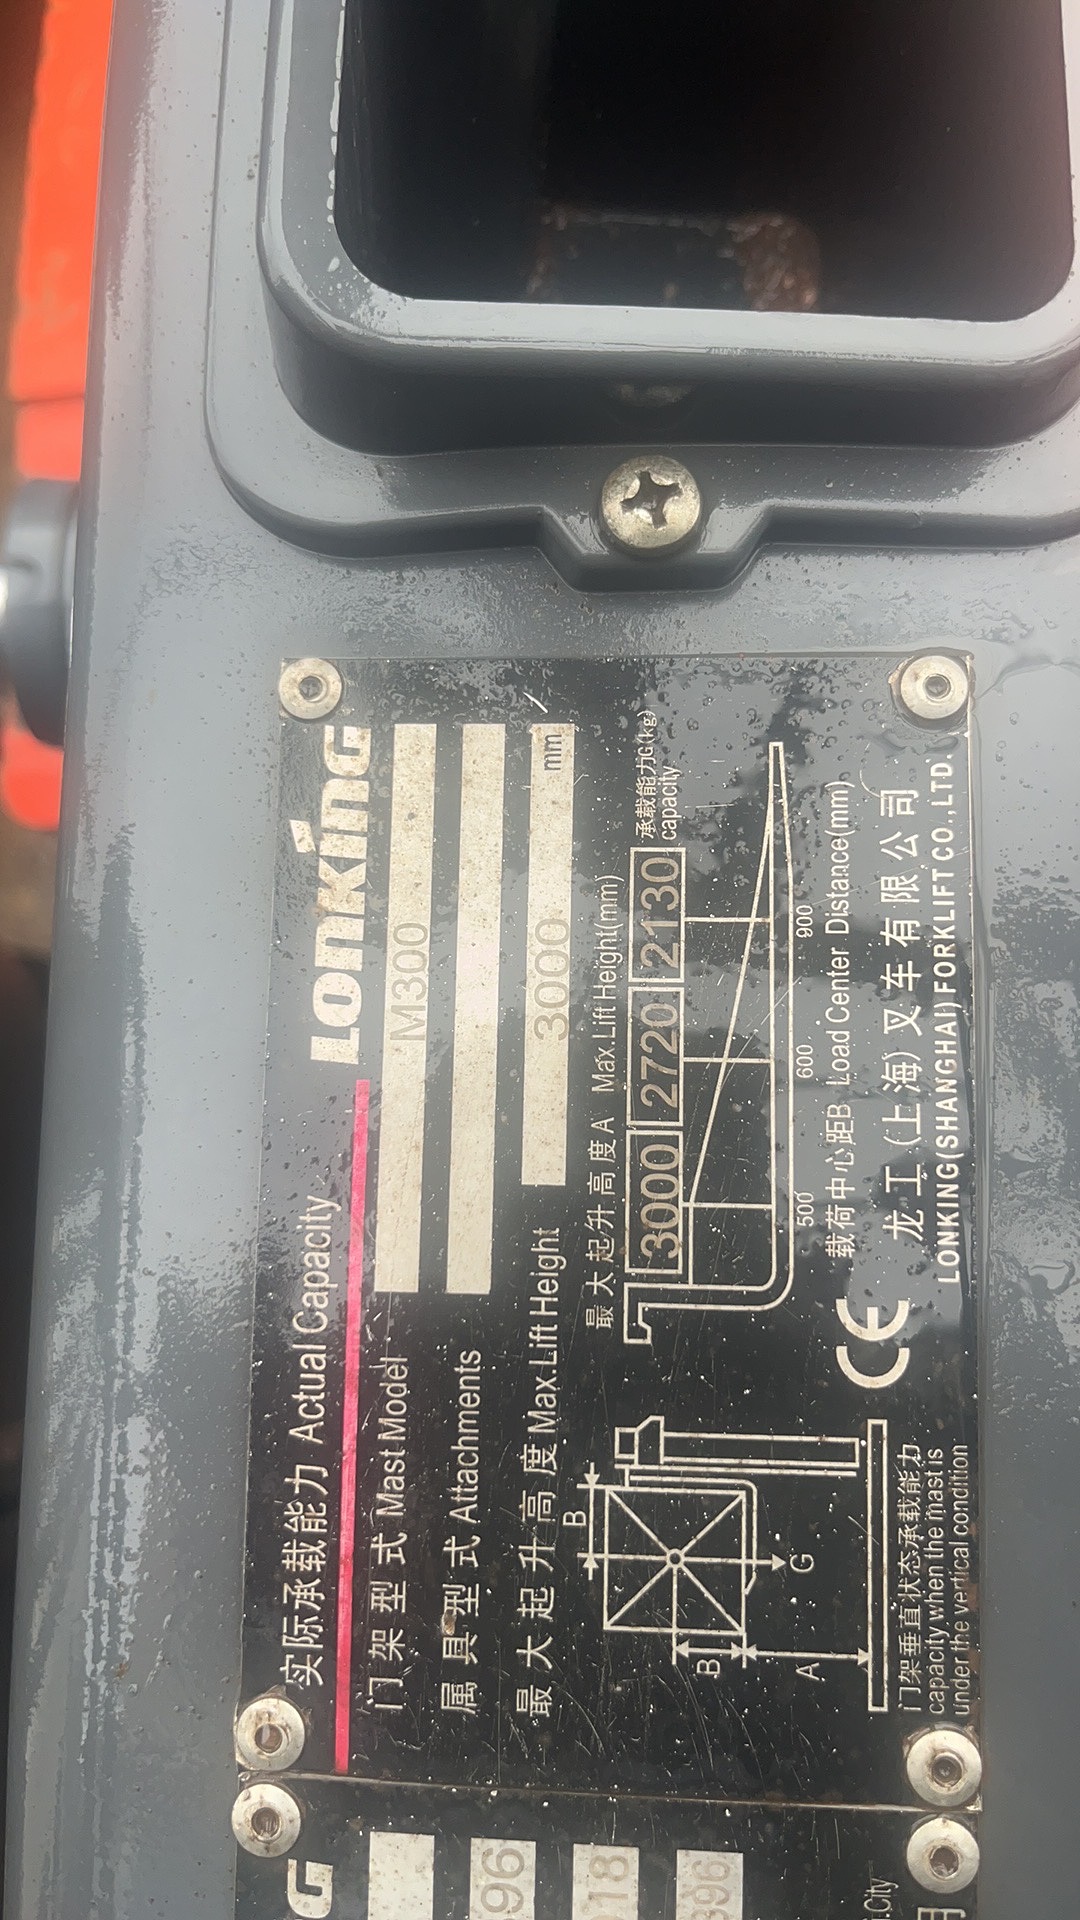 实际承载能力 Actual Capacity LONKING
门架型式 Mast Model M300
属具型式 Attachments
最大起升高度 Max.Lift Height 3000 mm
最大起升高度A Max.Lift Height(mm)
3000 2720 2130 承载能力G(kg)
capacity
B
G
B
A
500 600 900
载荷中心距B Load Center Distance(mm)
门架垂直状态承载能力
capacity when the mast is
under the vertical condition
CE
龙工(上海)叉车有限公司
LONKING(SHANGHAI)FORKLIFT CO.,LTD.
G
96
18
396
City